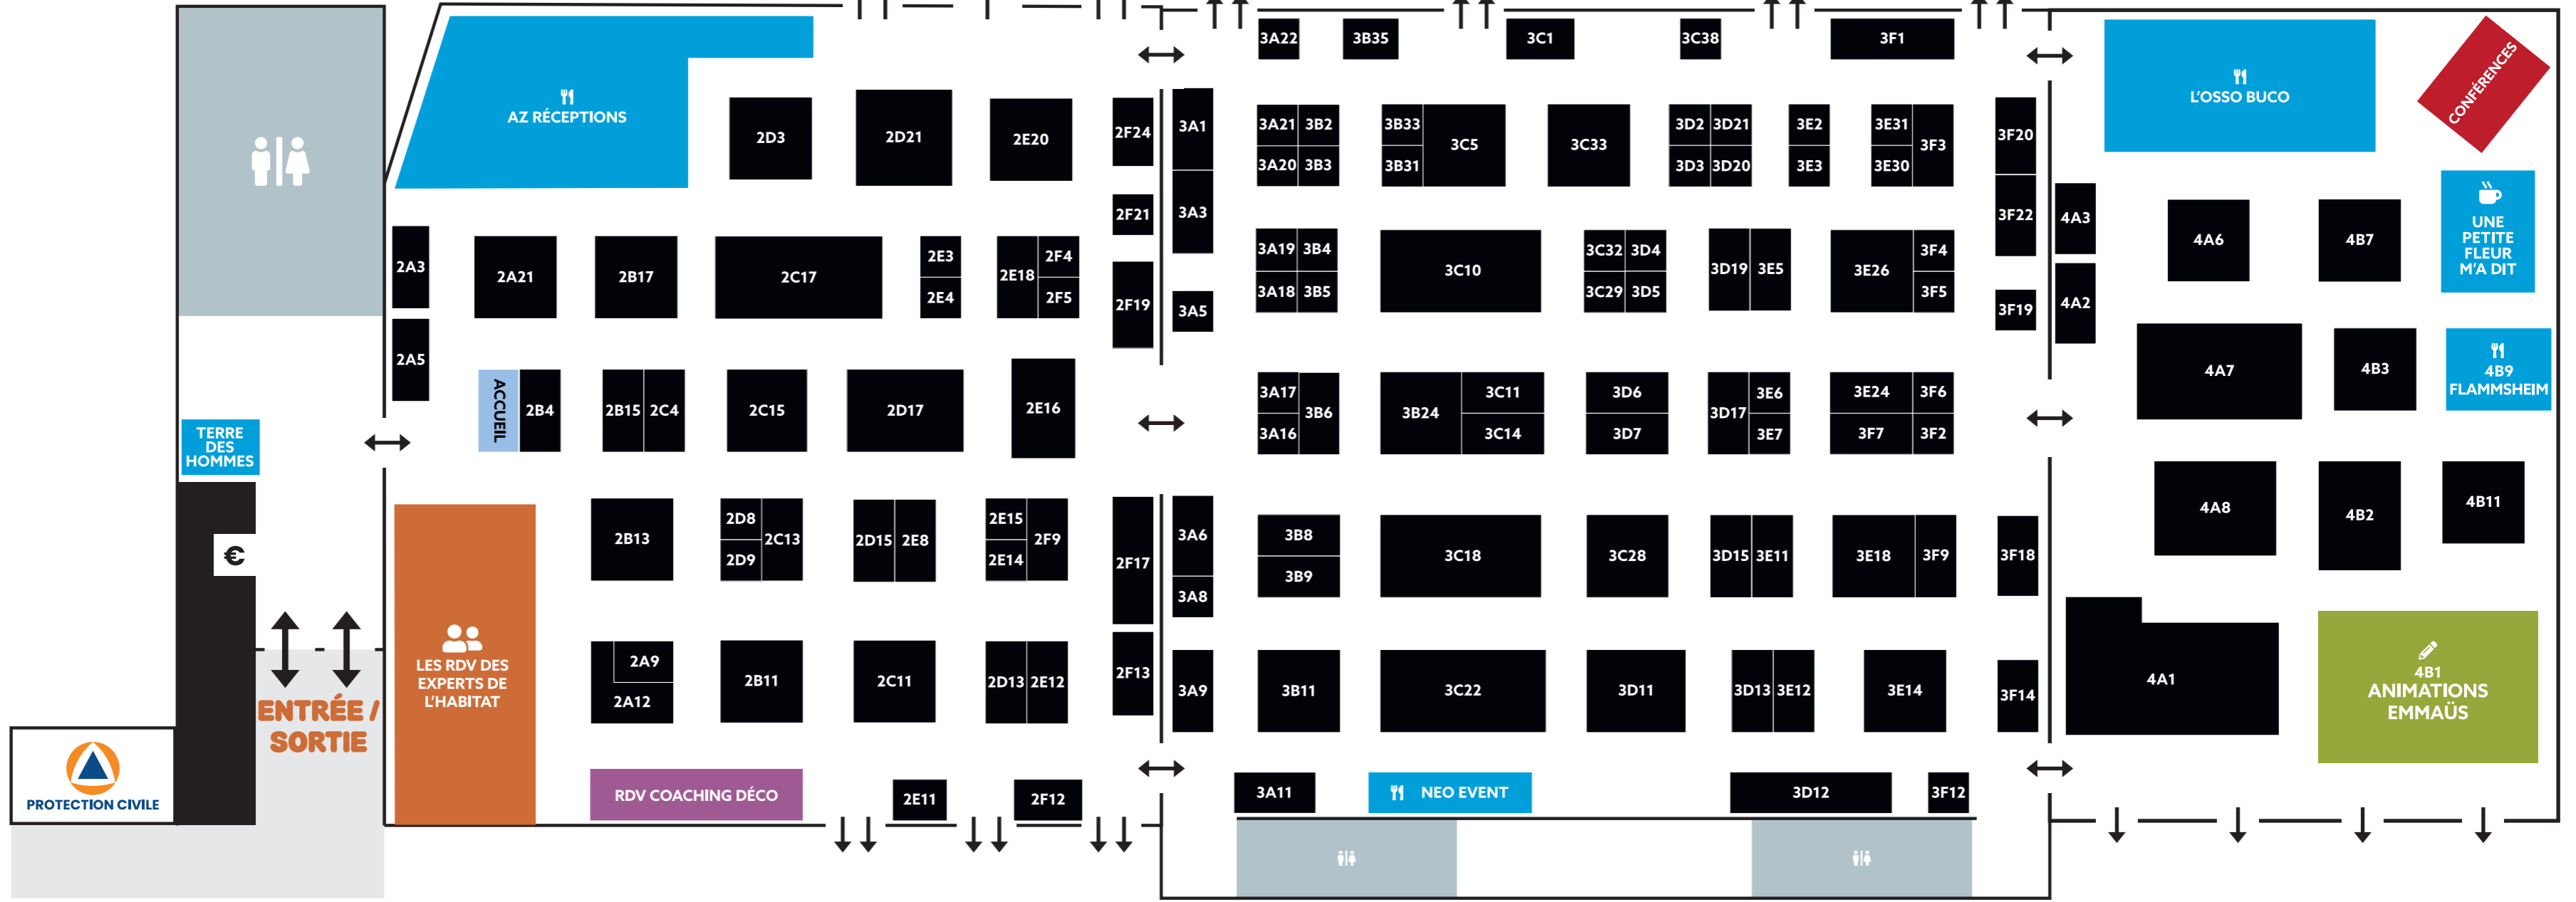 3A22
3B35
3C1
3C38
3F1
CONFÉRENCES
L'OSSO BUCO
AZ RÉCEPTIONS
2D3
2D21
2E20
2F24
3A1
3A21
3B2
3B33
3C5
3C33
3D2
3D21
3E2
3E31
3F3
3F20
3A20
3B3
3B31
3D3
3D20
3E3
3E30
2F21
3A3
3F22
4A3
4A6
4B7
UNE
PETITE
FLEUR
M'A DIT
2A3
2A21
2B17
2C17
2E3
2E18
2F4
3A19
3B4
3C10
3C32
3D4
3D19
3E5
3E26
3F4
2E4
2F5
2F19
3A5
3A18
3B5
3C29
3D5
3F5
3F19
4A2
2A5
ACCUEIL
2B4
2B15
2C4
2C15
2D17
2E16
3A17
3B6
3B24
3C11
3D6
3D17
3E6
3E24
3F6
4A7
4B3
4B9
FLAMMSHEIM
3A16
3C14
3D7
3E7
3F7
3F2
TERRE
DES
HOMMES
€
2B13
2D8
2C13
2D15
2E8
2E15
2F9
2D9
2E14
2F17
3A6
3B8
3C18
3C28
3D15
3E11
3E18
3F9
3F18
4A8
4B2
4B11
3A8
3B9
LES RDV DES
EXPERTS DE
L'HABITAT
2A9
2A12
2B11
2C11
2D13
2E12
2F13
3A9
3B11
3C22
3D11
3D13
3E12
3E14
3F14
4A1
4B1
ANIMATIONS
EMMAÜS
ENTRÉE /
SORTIE
PROTECTION CIVILE
RDV COACHING DÉCO
2E11
2F12
3A11
NEO EVENT
3D12
3F12